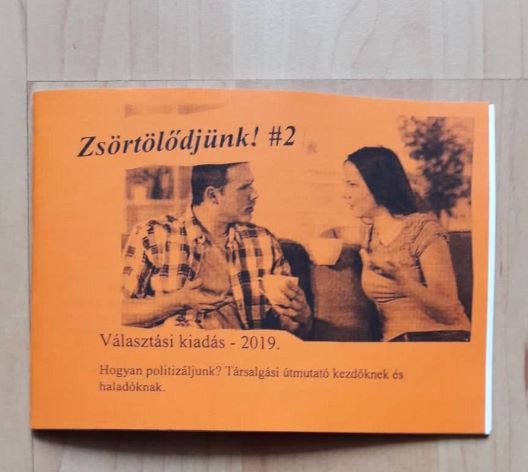 Zsörtölődjünk! #2
Választási kiadás - 2019.
Hogyan politizáljunk? Társalgási útmutató kezdőknek és
haladóknak.